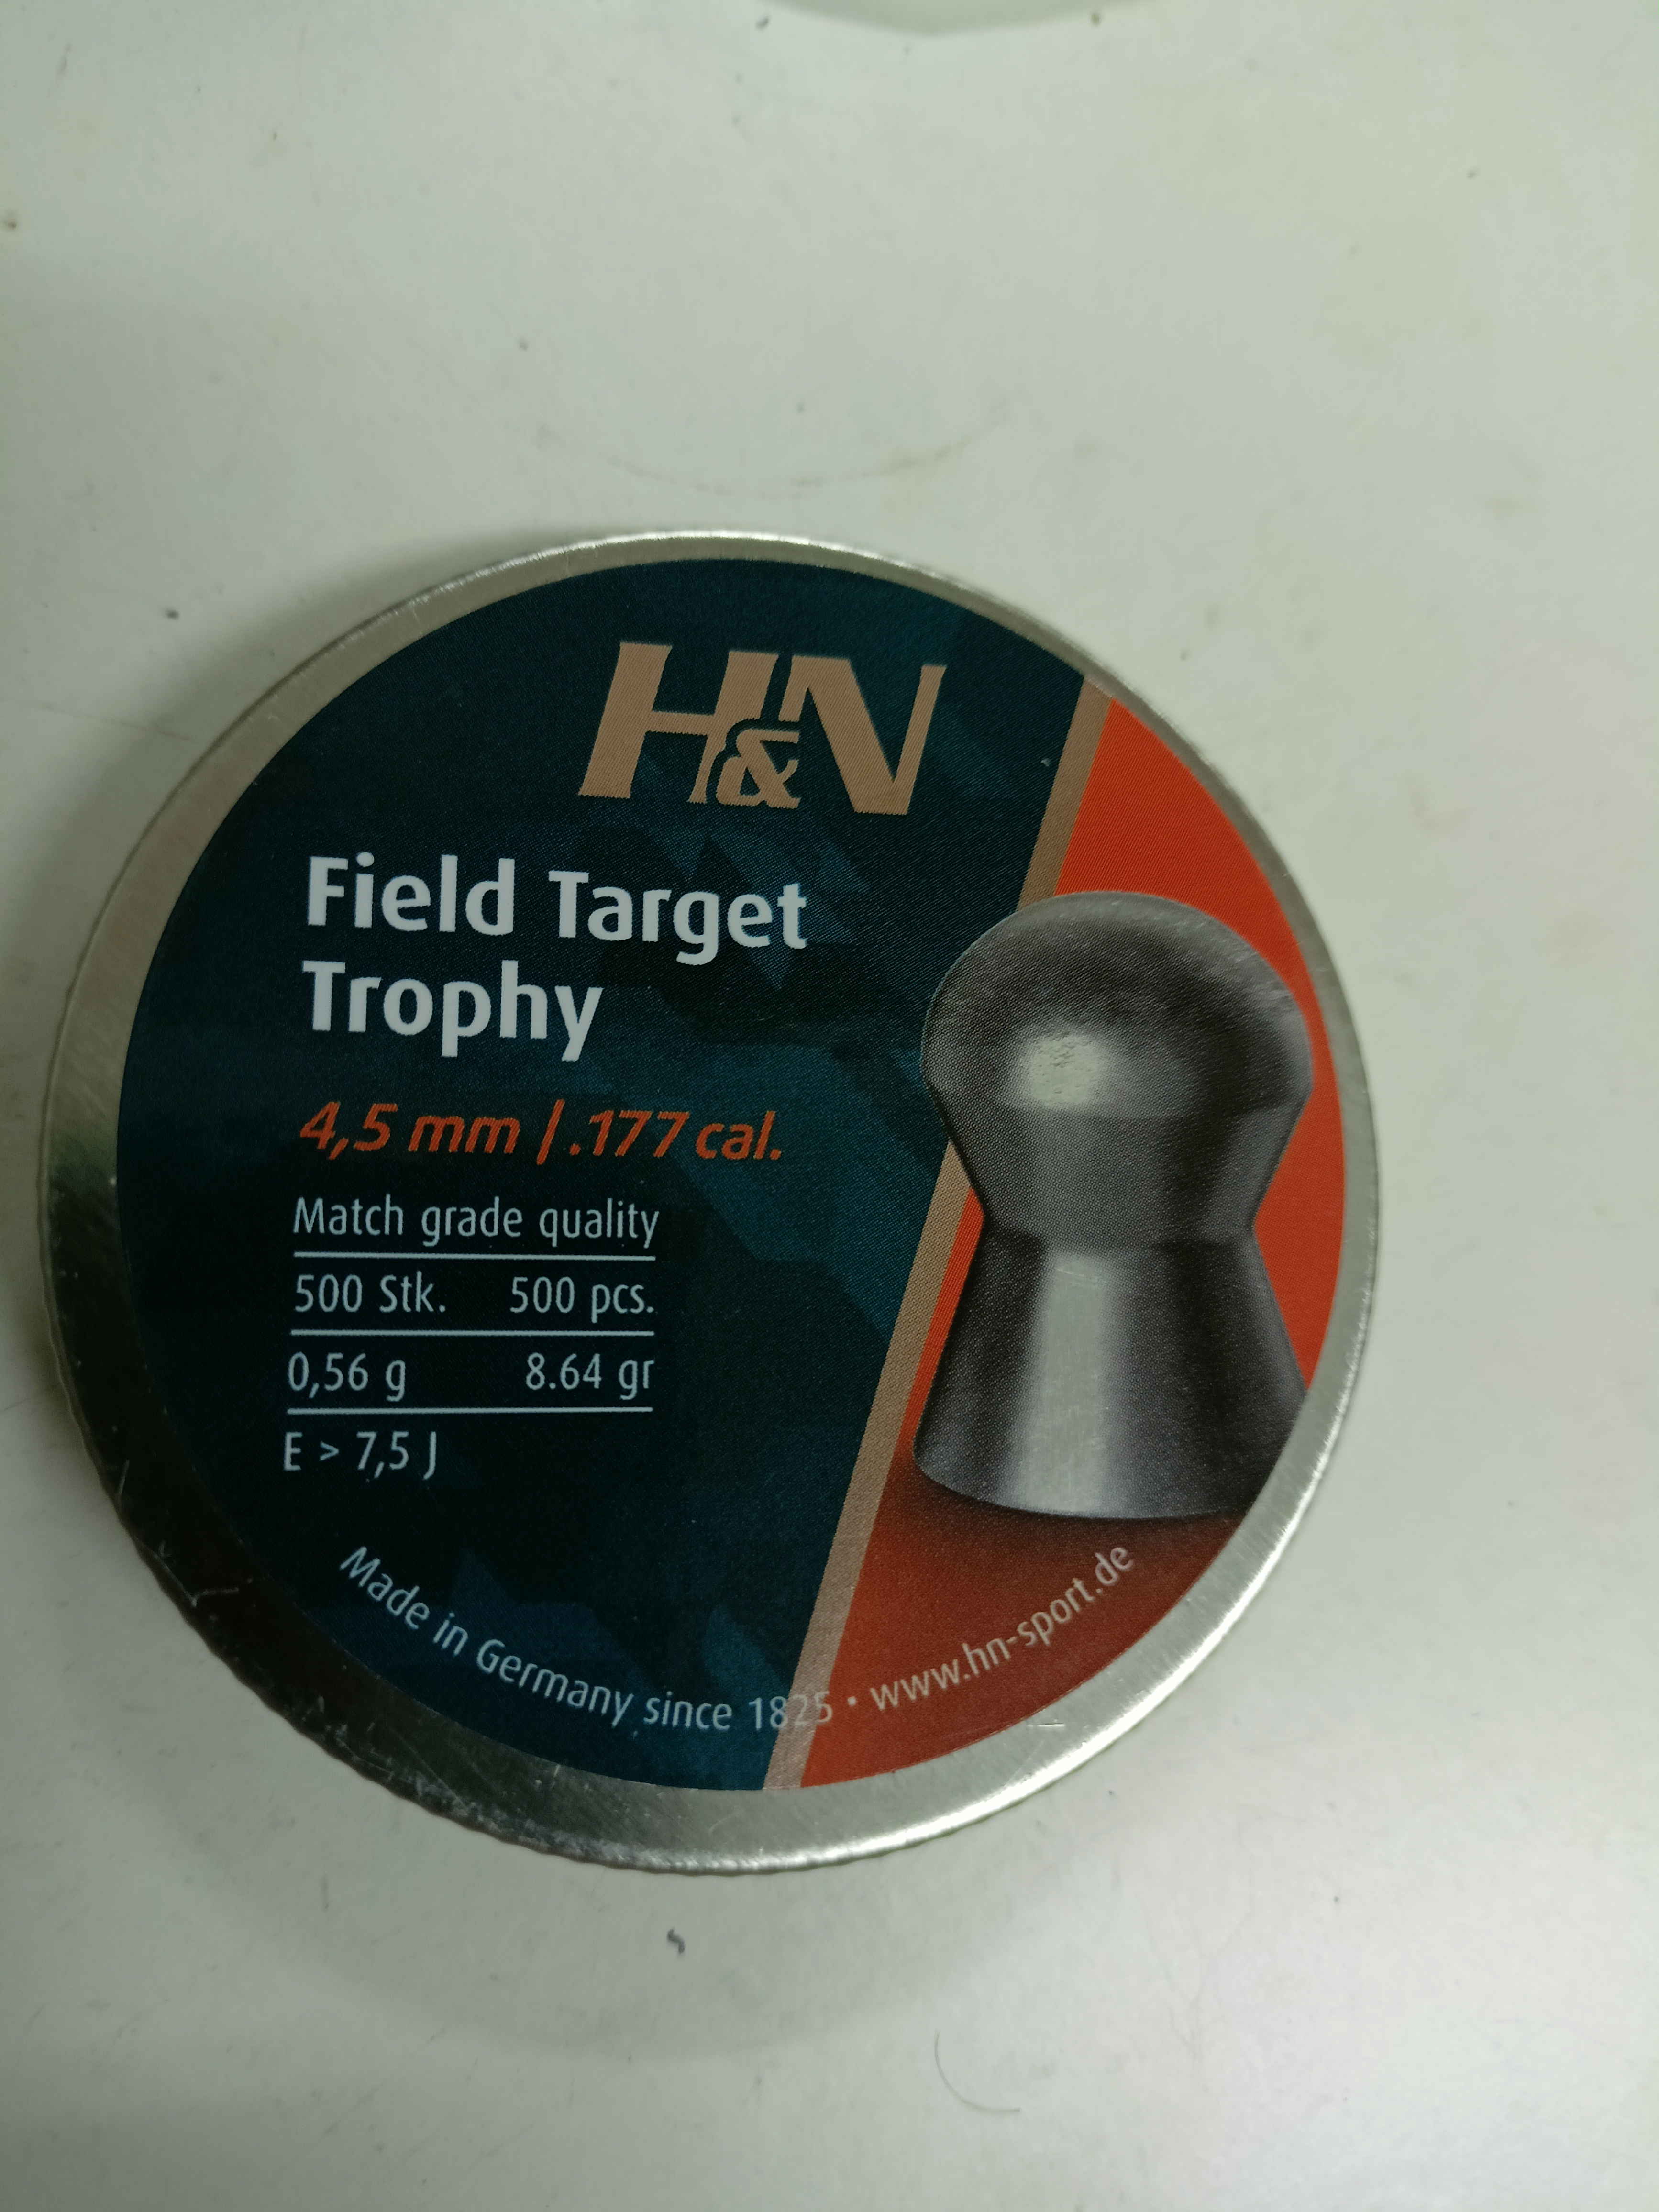 H&N
Field Target
Trophy
4,5 mm / .177 cal.
Match grade quality
500 Stk. 500 pcs.
0,56 g 8.64 gr
E > 7,5 J
Made in Germany since 1825 • www.hn-sport.de